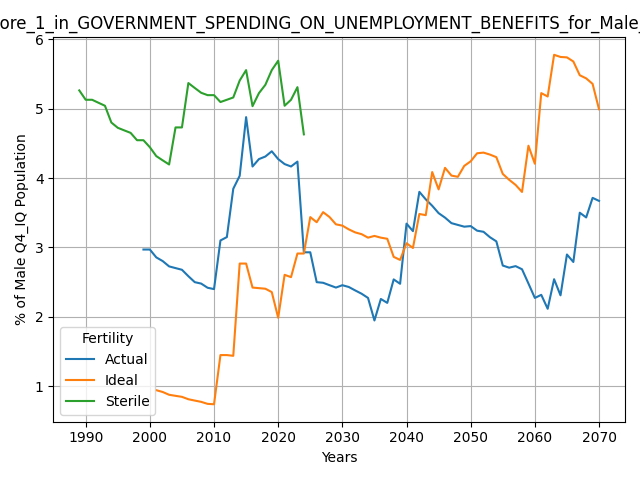 ore_1_in_GOVERNMENT_SPENDING_ON_UNEMPLOYMENT_BENEFITS_for_Male_
% of Male Q4_IQ Population
6
5
4
3
2
1
Fertility
Actual
Ideal
Sterile
1990 2000 2010 2020 2030 2040 2050 2060 2070
Years